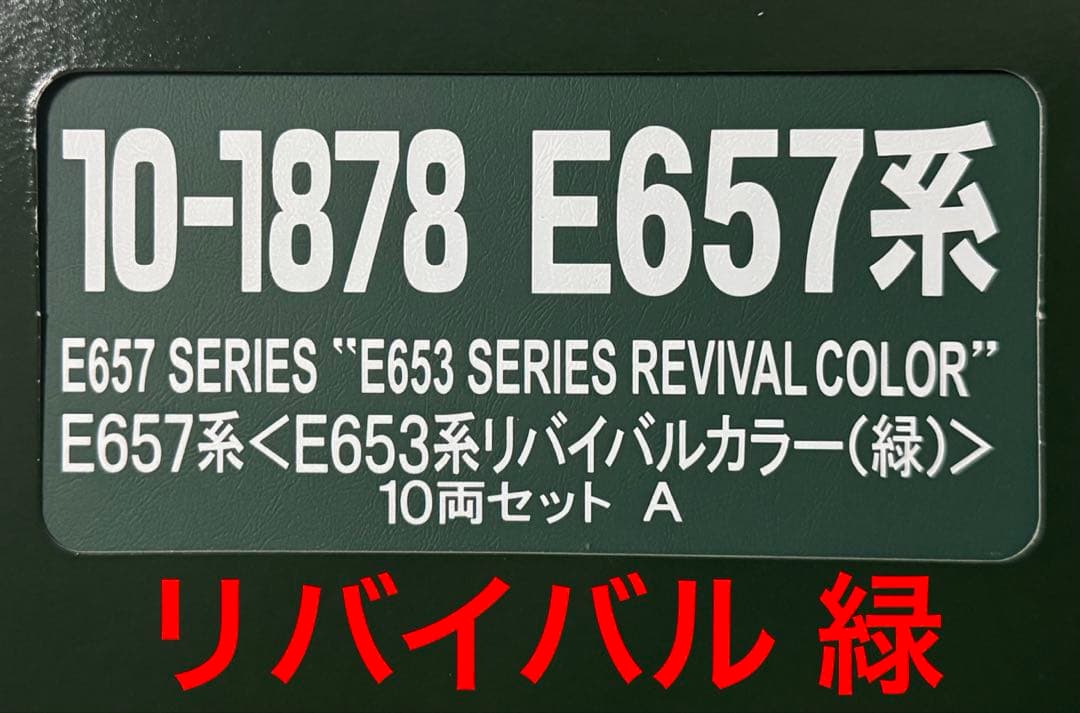 10-1878 E657系
E657 SERIES “E653 SERIES REVIVAL COLOR”
E657系<E653系リバイバルカラー(緑)>
10両セット A
リバイバル 緑